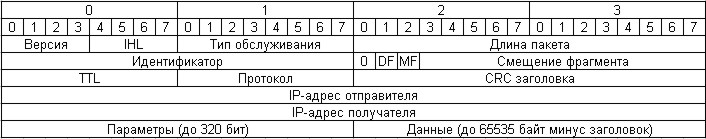 0 1 2 3
0 1 2 3 4 5 6 7 0 1 2 3 4 5 6 7 0 1 2 3 4 5 6 7 0 1 2 3 4 5 6 7
Версия IHL Тип обслуживания Длина пакета
Идентификатор 0 DF MF Смещение фрагмента
TTL Протокол CRC заголовка
IP-адрес отправителя
IP-адрес получателя
Параметры (до 320 бит) Данные (до 65535 байт минус заголовок)